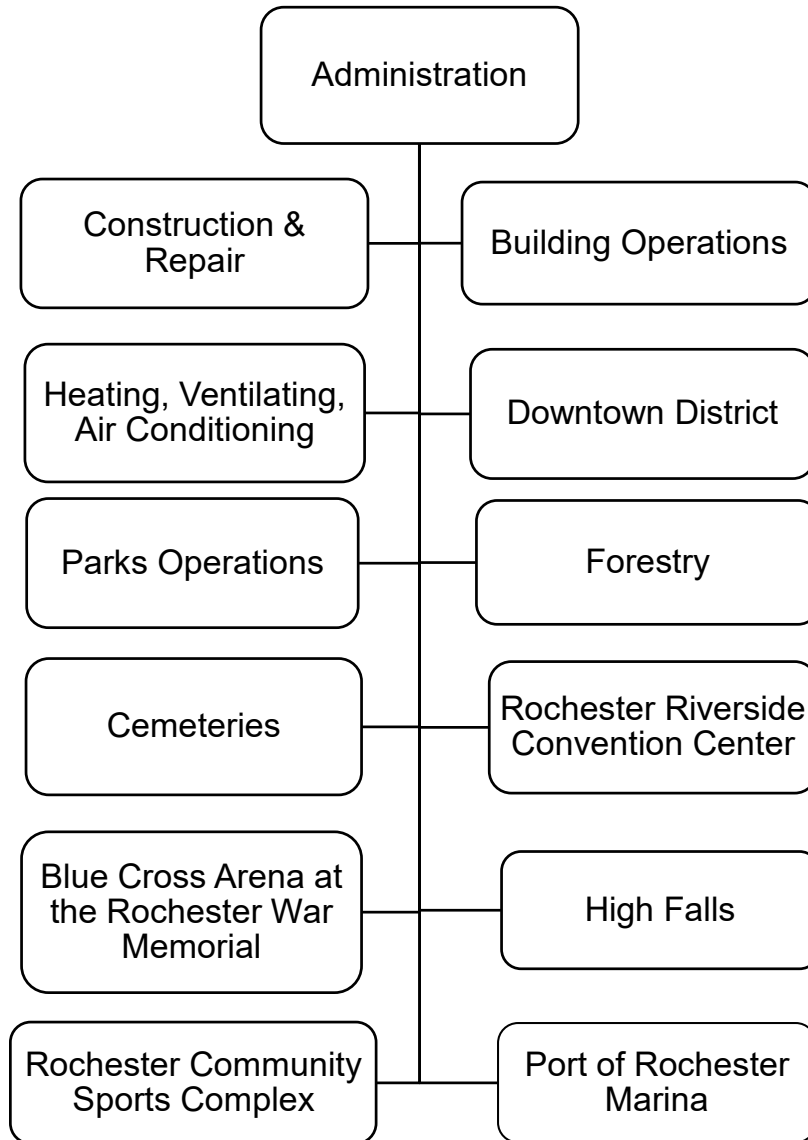 Administration
Construction &
Repair
Building Operations
Heating, Ventilating,
Air Conditioning
Downtown District
Parks Operations
Forestry
Cemeteries
Rochester Riverside
Convention Center
Blue Cross Arena at
the Rochester War
Memorial
High Falls
Rochester Community
Sports Complex
Port of Rochester
Marina